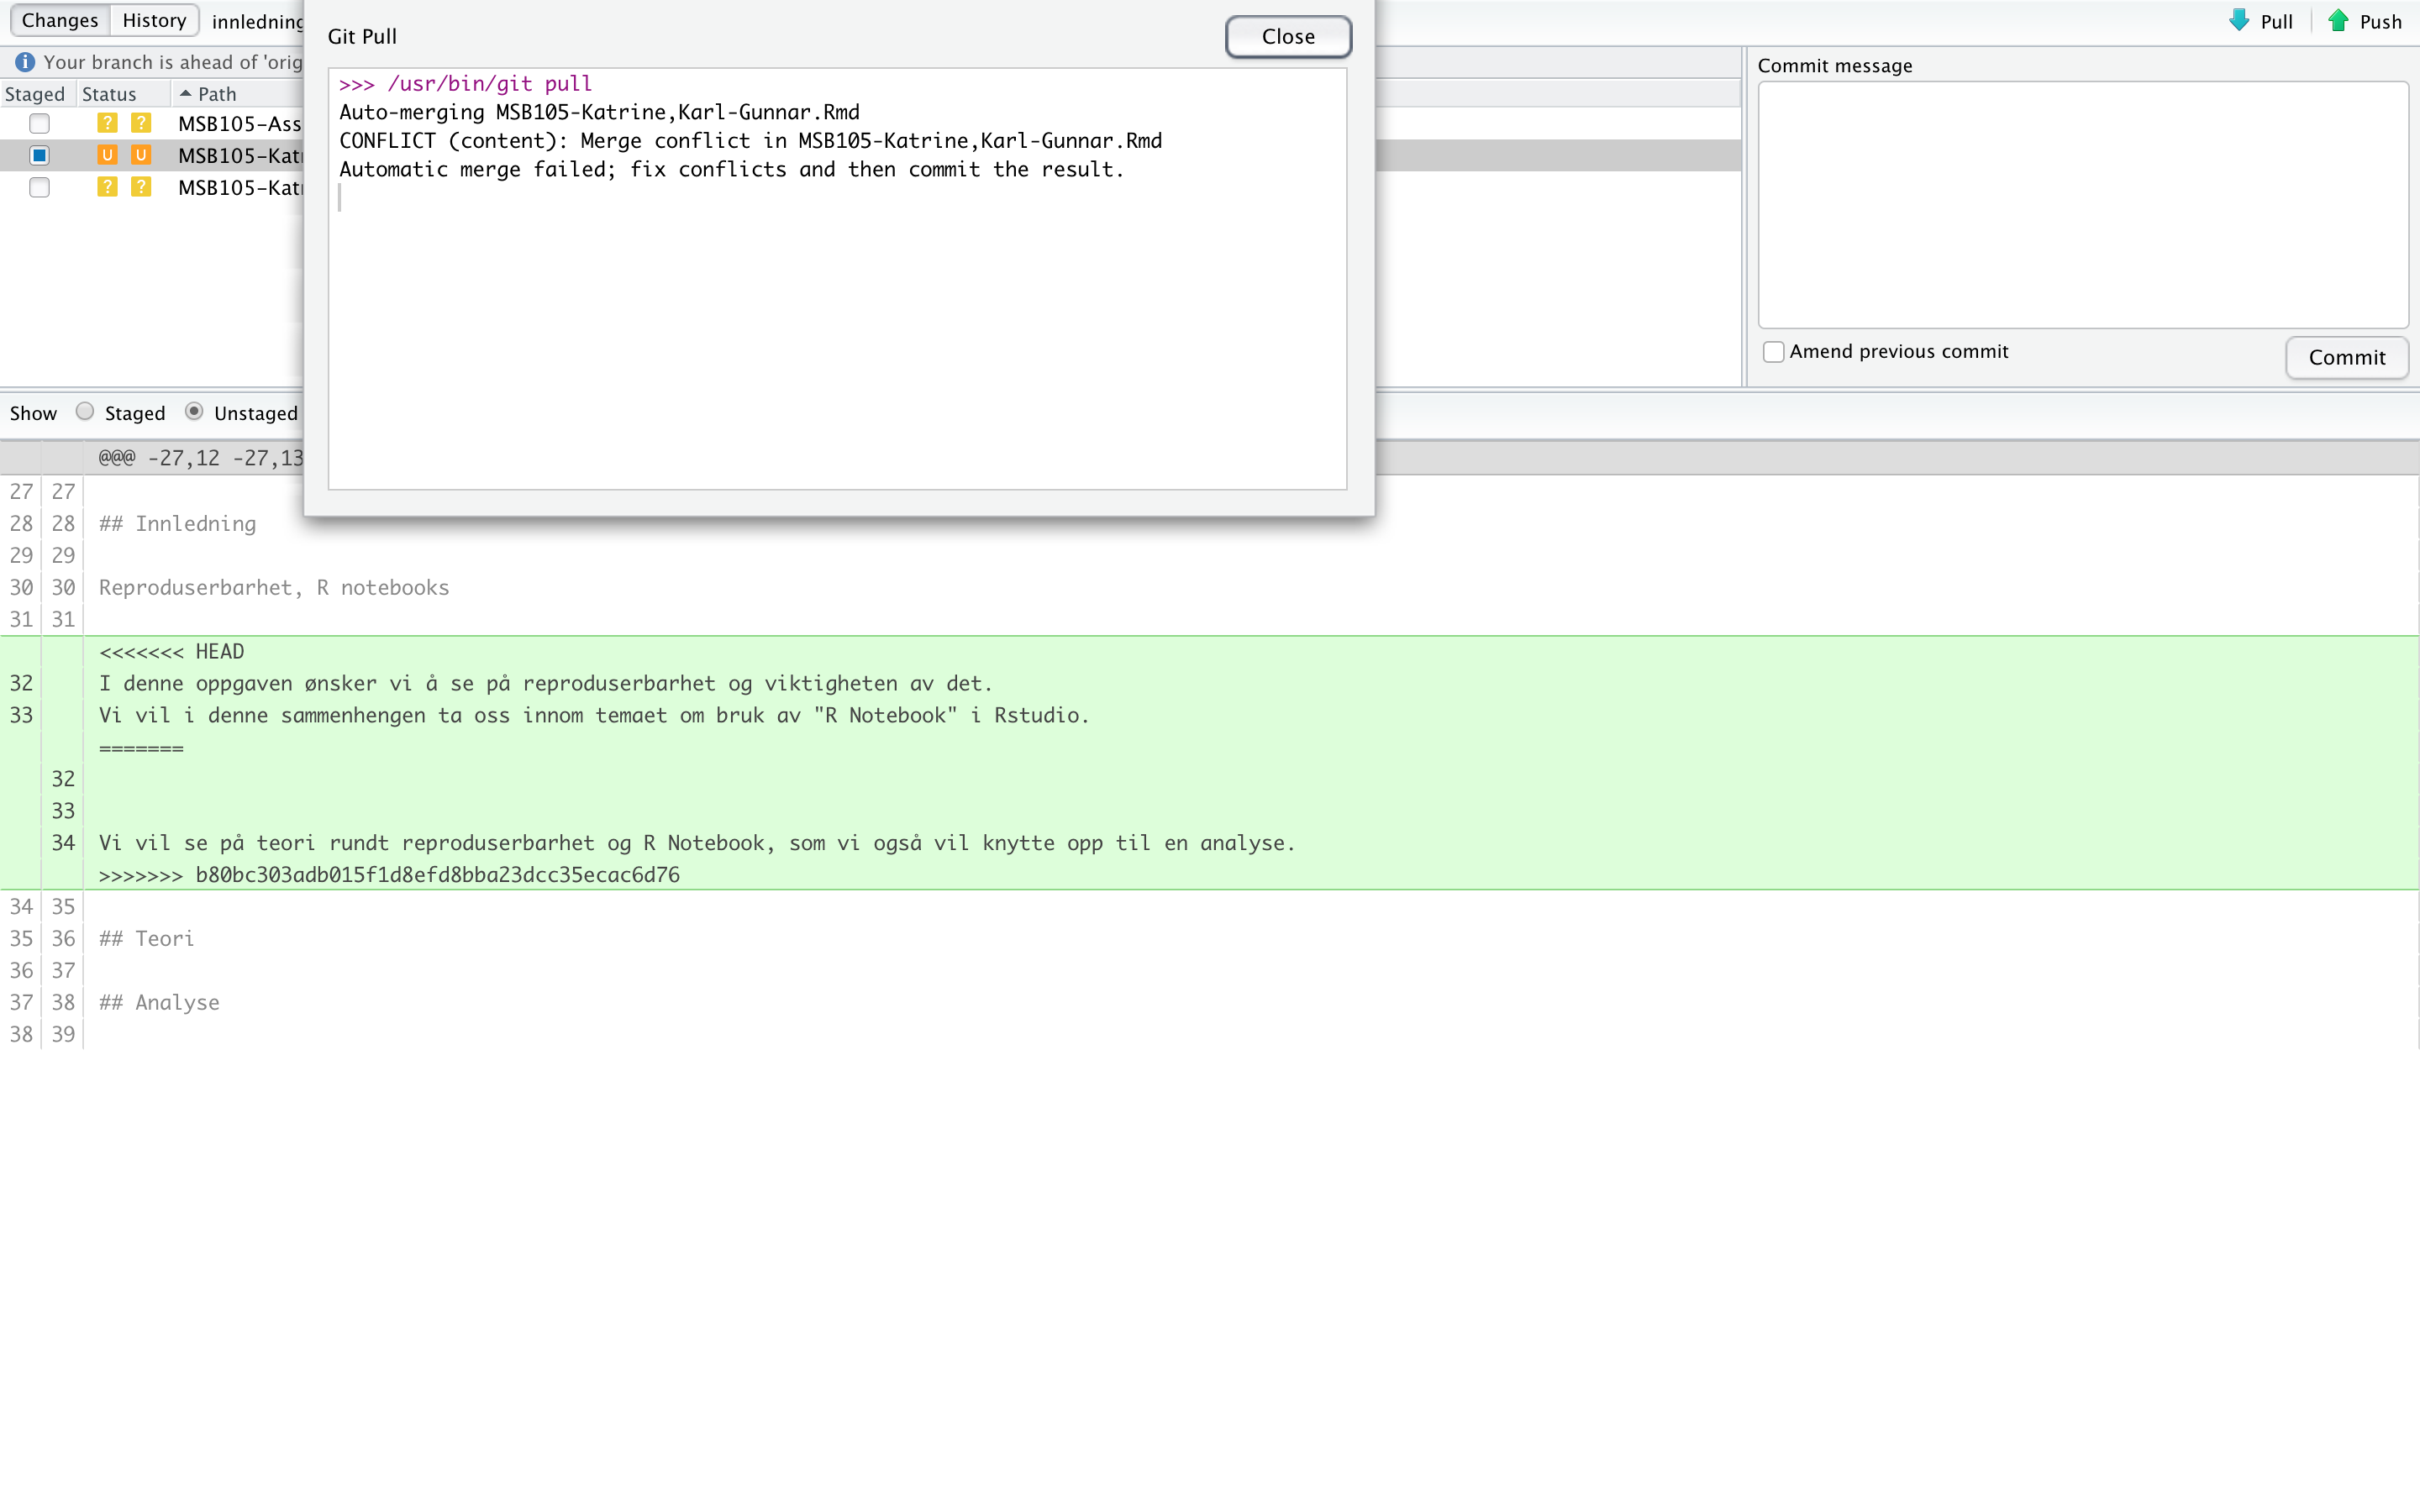 Changes History innledning
Pull Push
Your branch is ahead of 'orig
Staged Status Path
? ? MSB105-Ass
U U MSB105-Kat
? ? MSB105-Kat
Git Pull Close
>>> /usr/bin/git pull
Auto-merging MSB105-Katrine,Karl-Gunnar.Rmd
CONFLICT (content): Merge conflict in MSB105-Katrine,Karl-Gunnar.Rmd
Automatic merge failed; fix conflicts and then commit the result.
Commit message
Amend previous commit Commit
Show Staged Unstaged
@@@ -27,12 -27,13
27 27
28 28 ## Innledning
29 29
30 30 Reproduserbarhet, R notebooks
31 31
<<<<<<< HEAD
32 I denne oppgaven ønsker vi å se på reproduserbarhet og viktigheten av det.
33 Vi vil i denne sammenhengen ta oss innom temaet om bruk av "R Notebook" i Rstudio.
=======
32
33
34 Vi vil se på teori rundt reproduserbarhet og R Notebook, som vi også vil knytte opp til en analyse.
>>>>>>> b80bc303adb015f1d8efd8bba23dcc35ecac6d76
34 35
35 36 ## Teori
36 37
37 38 ## Analyse
38 39